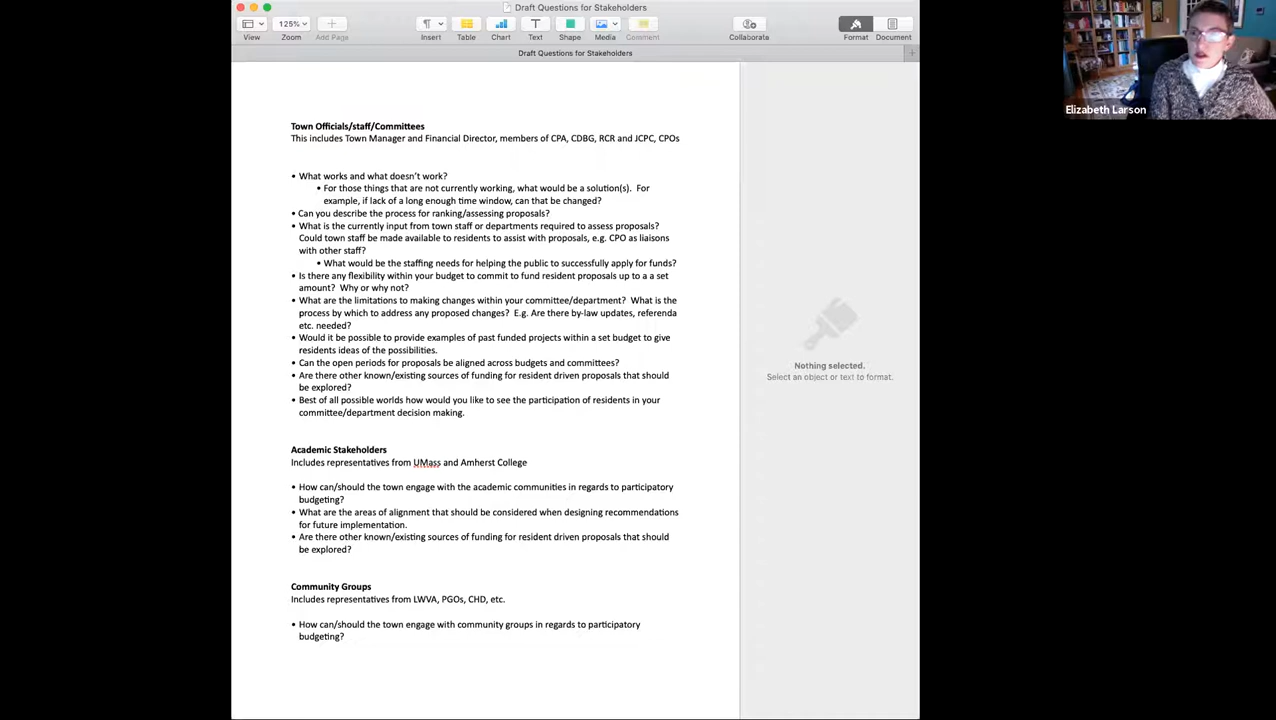 Draft Questions for Stakeholders
125%
View
Zoom
Add Page
Insert
Table
Chart
Text
Shape
Media
Comment
Collaborate
Format
Document
Draft Questions for Stakeholders
Elizabeth Larson
Town Officials/staff/Committees
This includes Town Manager and Financial Director, members of CPA, CDBG, RCR and JCPC, CPOs
• What works and what doesn't work?
• For those things that are not currently working, what would be a solution(s). For
example, if lack of a long enough time window, can that be changed?
• Can you describe the process for ranking/assessing proposals?
• What is the currently input from town staff or departments required to assess proposals?
Could town staff be made available to residents to assist with proposals, e.g. CPO as liaisons
with other staff?
• What would be the staffing needs for helping the public to successfully apply for funds?
• Is there any flexibility within your budget to commit to fund resident proposals up to a a set
amount? Why or why not?
• What are the limitations to making changes within your committee/department? What is the
process by which to address any proposed changes? E.g. Are there by-law updates, referenda
etc. needed?
• Would it be possible to provide examples of past funded projects within a set budget to give
residents ideas of the possibilities.
• Can the open periods for proposals be aligned across budgets and committees?
• Are there other known/existing sources of funding for resident driven proposals that should
be explored?
• Best of all possible worlds how would you like to see the participation of residents in your
committee/department decision making.
Nothing selected.
Select an object or text to format.
Academic Stakeholders
Includes representatives from UMass and Amherst College
• How can/should the town engage with the academic communities in regards to participatory
budgeting?
• What are the areas of alignment that should be considered when designing recommendations
for future implementation.
• Are there other known/existing sources of funding for resident driven proposals that should
be explored?
Community Groups
Includes representatives from LWVA, PGOs, CHD, etc.
• How can/should the town engage with community groups in regards to participatory
budgeting?